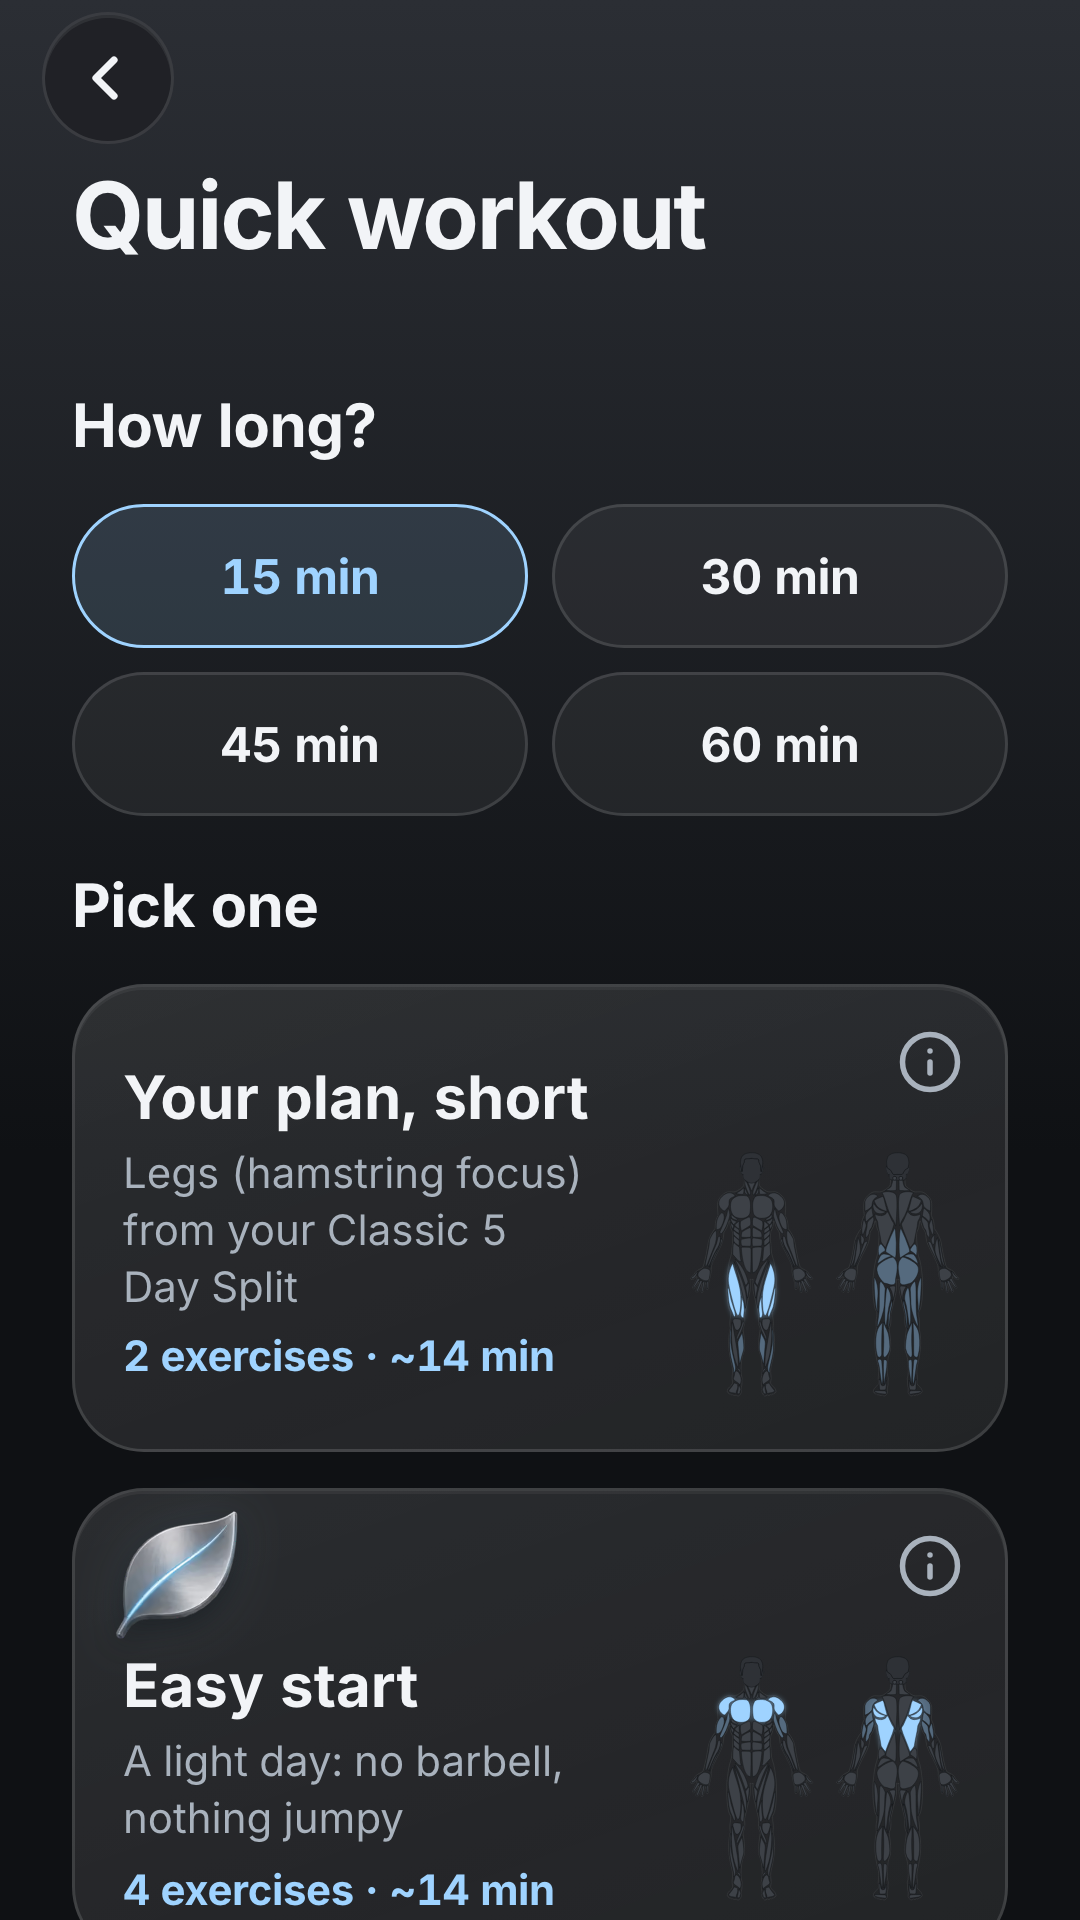 Quick workout
How long?
15 min
30 min
45 min
60 min
Pick one
Your plan, short
Legs (hamstring focus)
from your Classic 5
Day Split
2 exercises · ~14 min
Easy start
A light day: no barbell,
nothing jumpy
4 exercises · ~14 min